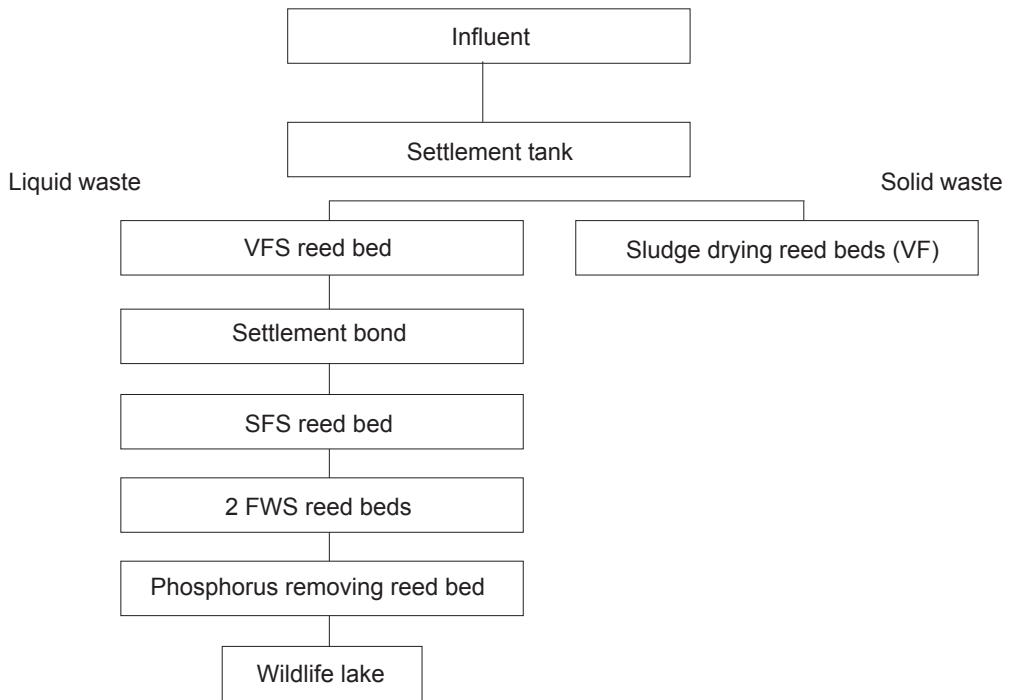 Influent
Settlement tank
Liquid waste
Solid waste
VFS reed bed
Sludge drying reed beds (VF)
Settlement bond
SFS reed bed
2 FWS reed beds
Phosphorus removing reed bed
Wildlife lake